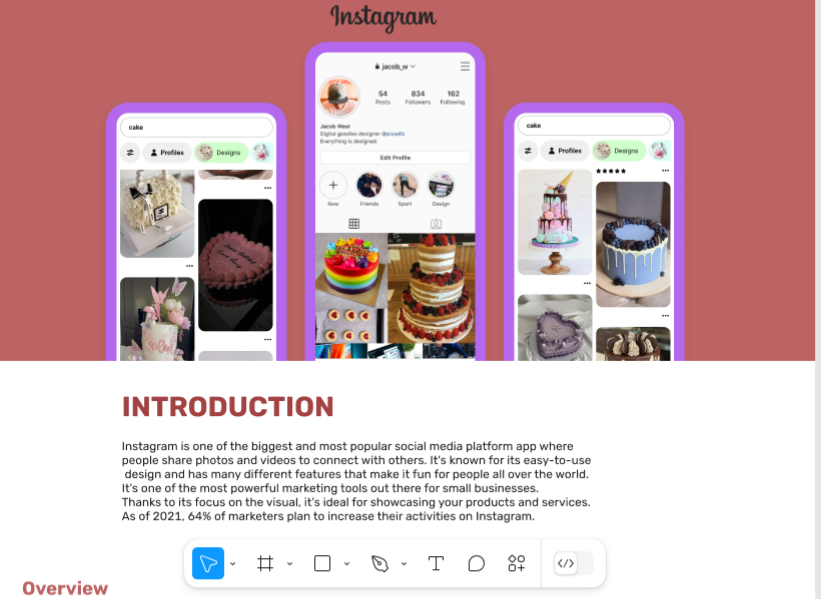 Instagram
jacob_w
54
834
162
Posts
Followers
Following
Jacob West
Digital goodies designer @pixsellz
Everything is designed.
Edit Profile
New
Friends
Sport
Design
cake
Profiles
Designs
cake
Profiles
Designs
INTRODUCTION
Instagram is one of the biggest and most popular social media platform app where
people share photos and videos to connect with others. It's known for its easy-to-use
design and has many different features that make it fun for people all over the world.
It's one of the most powerful marketing tools out there for small businesses.
Thanks to its focus on the visual, it's ideal for showcasing your products and services.
As of 2021, 64% of marketers plan to increase their activities on Instagram.
Overview